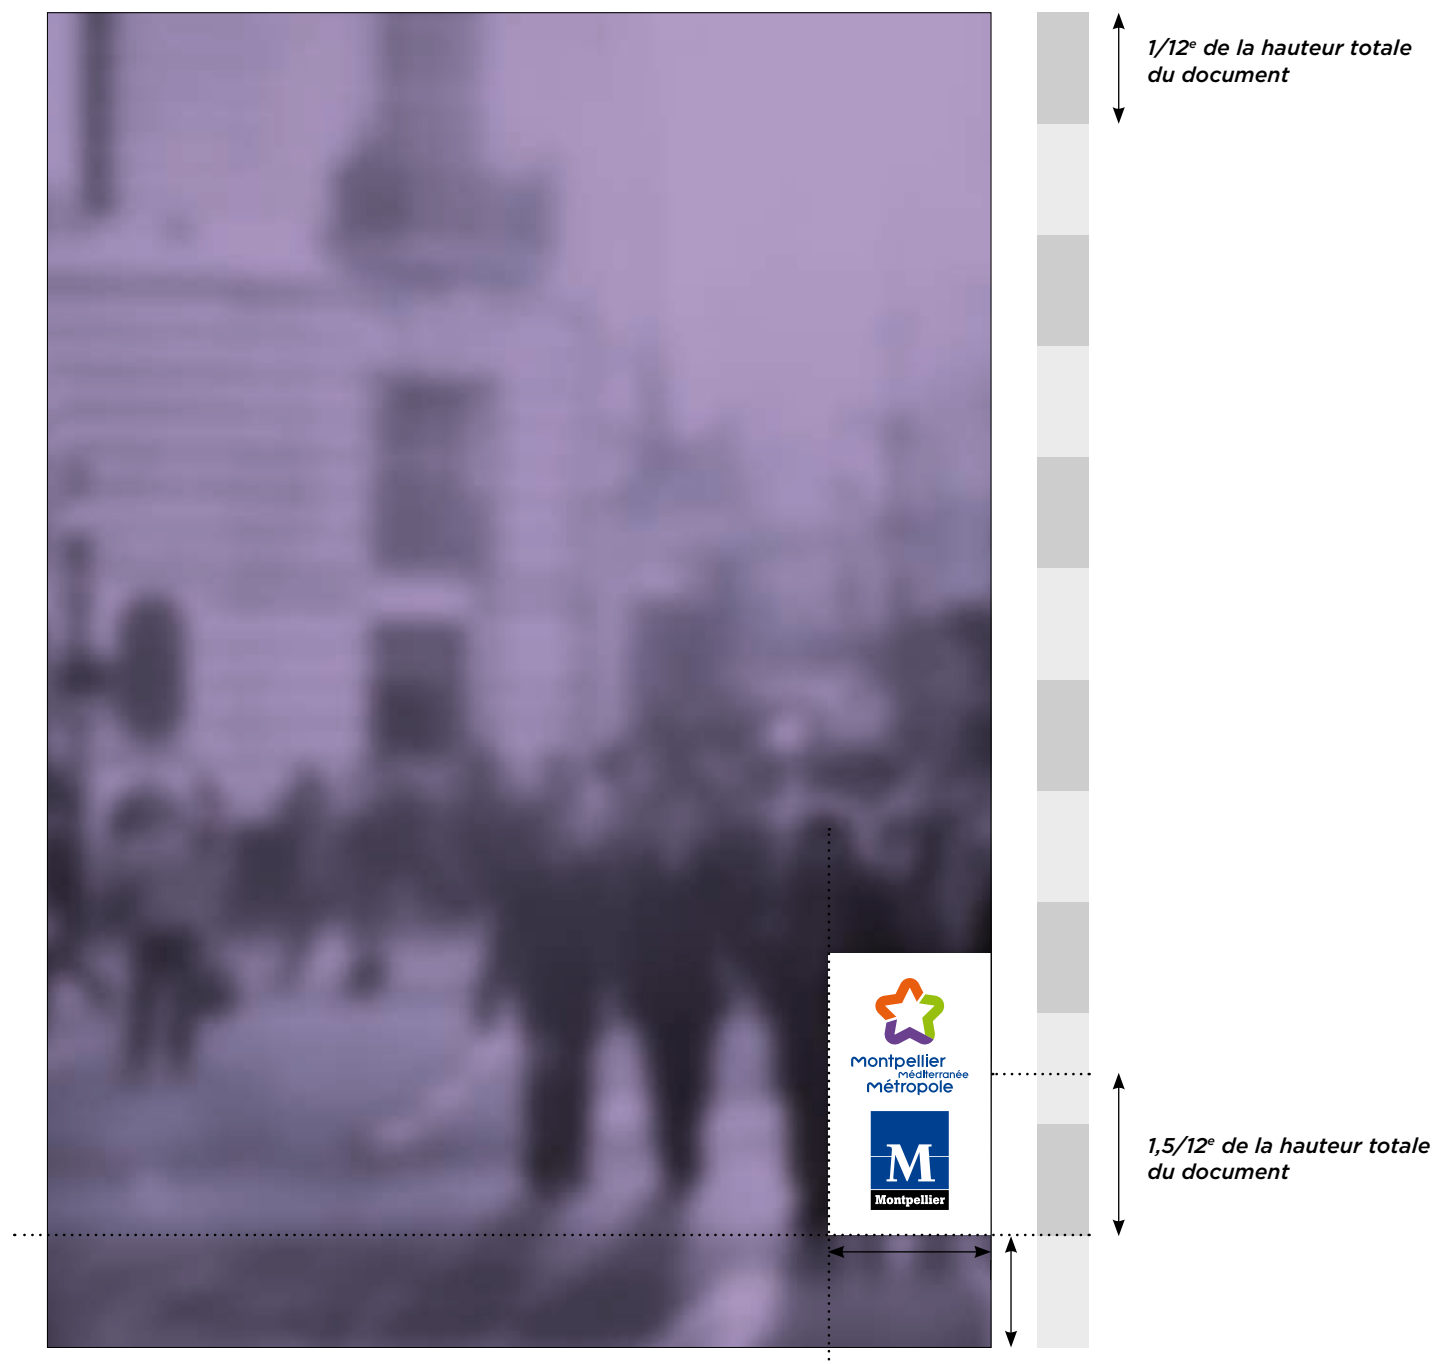 1/12e de la hauteur totale
du document
montpellier
méditerranée
métropole
M
Montpellier
1,5/12e de la hauteur totale
du document